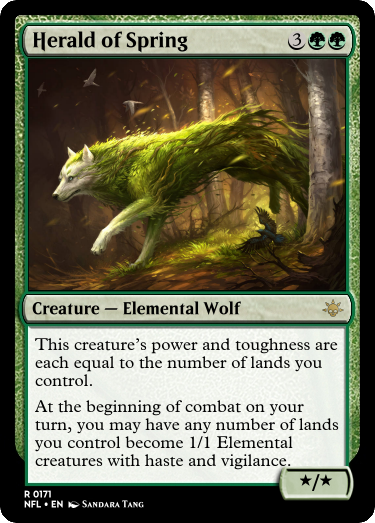 Herald of Spring 3
Creature — Elemental Wolf
This creature's power and toughness are
each equal to the number of lands you
control.
At the beginning of combat on your
turn, you may have any number of lands
you control become 1/1 Elemental
creatures with haste and vigilance.
★/★
R 0171
NFL • EN Sandara Tang